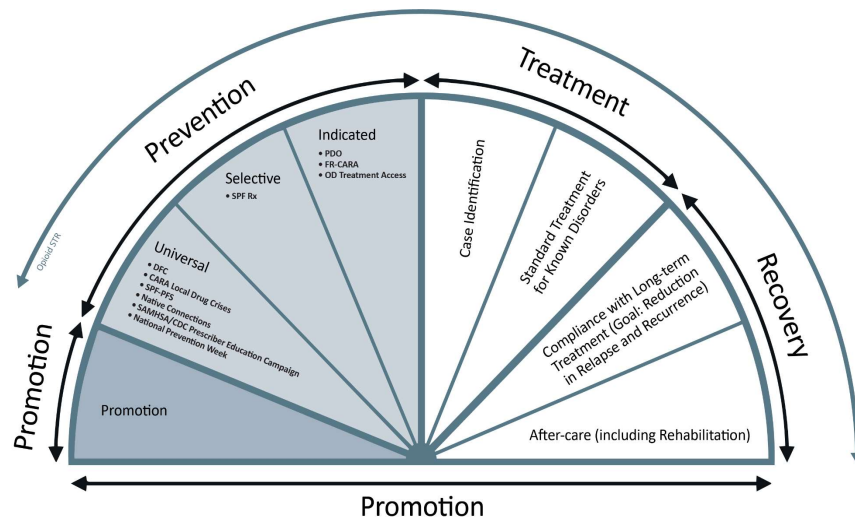 Prevention
Treatment
Recovery
Promotion
Opioid STR
Promotion
Universal
• DFC
• CARA Local Drug Crises
• SPF-PFS
• Native Connections
• SAMHSA/CDC Prescriber Education Campaign
• National Prevention Week
Selective
• SPF Rx
Indicated
• PDO
• FR-CARA
• OD Treatment Access
Case Identification
Standard Treatment
for Known Disorders
Compliance with Long-term
Treatment (Goal: Reduction
in Relapse and Recurrence)
After-care (including Rehabilitation)
Promotion